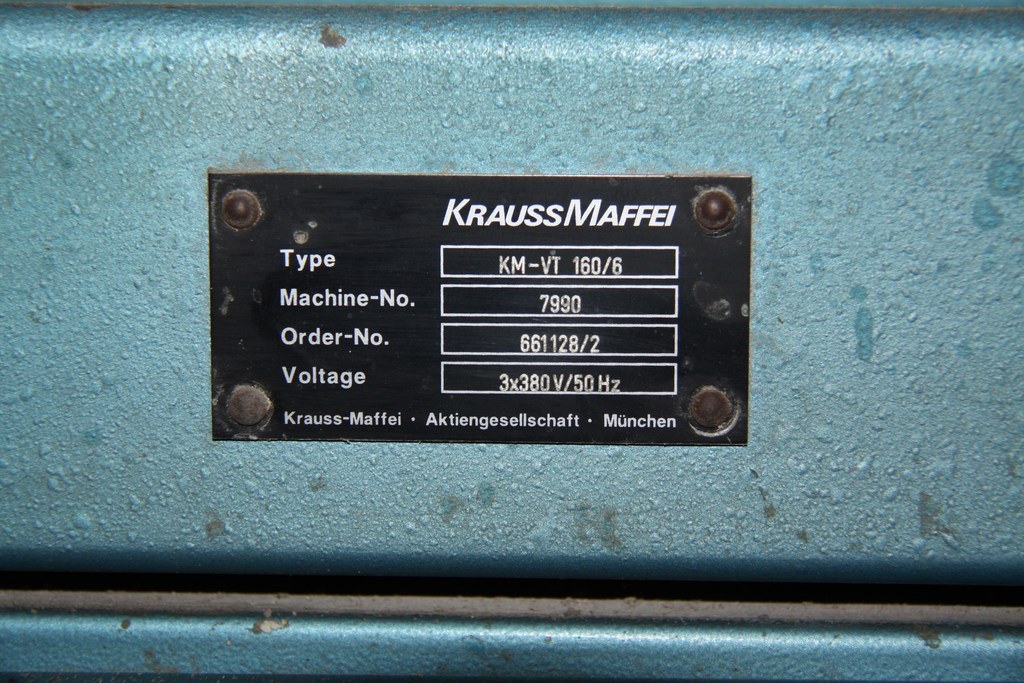 KRAUSSMAFFEI
Type KM-VT 160/6
Machine-No. 7990
Order-No. 661128/2
Voltage 3x380V/50Hz
Krauss-Maffei · Aktiengesellschaft · München